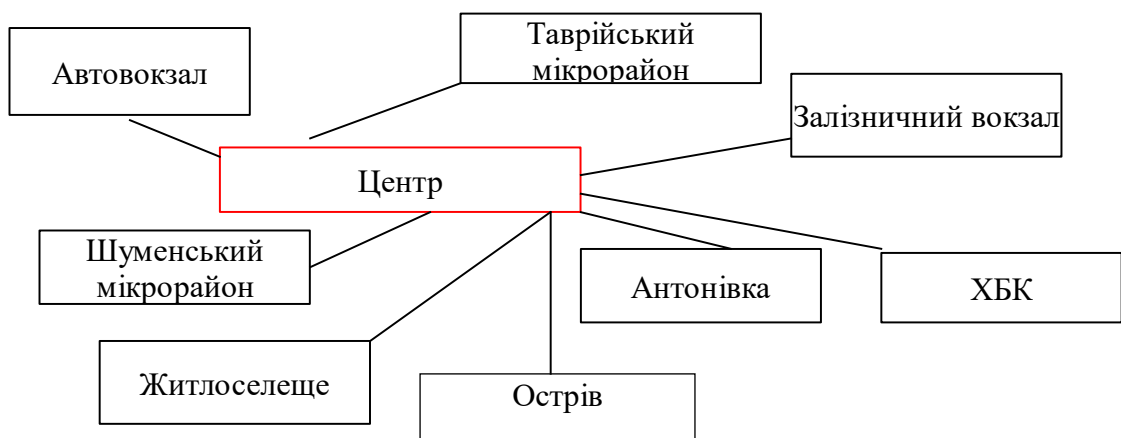 Автовокзал
Таврійський
мікрорайон
Залізничний вокзал
Центр
Шуменський
мікрорайон
Антонівка
ХБК
Житлоселеще
Острів